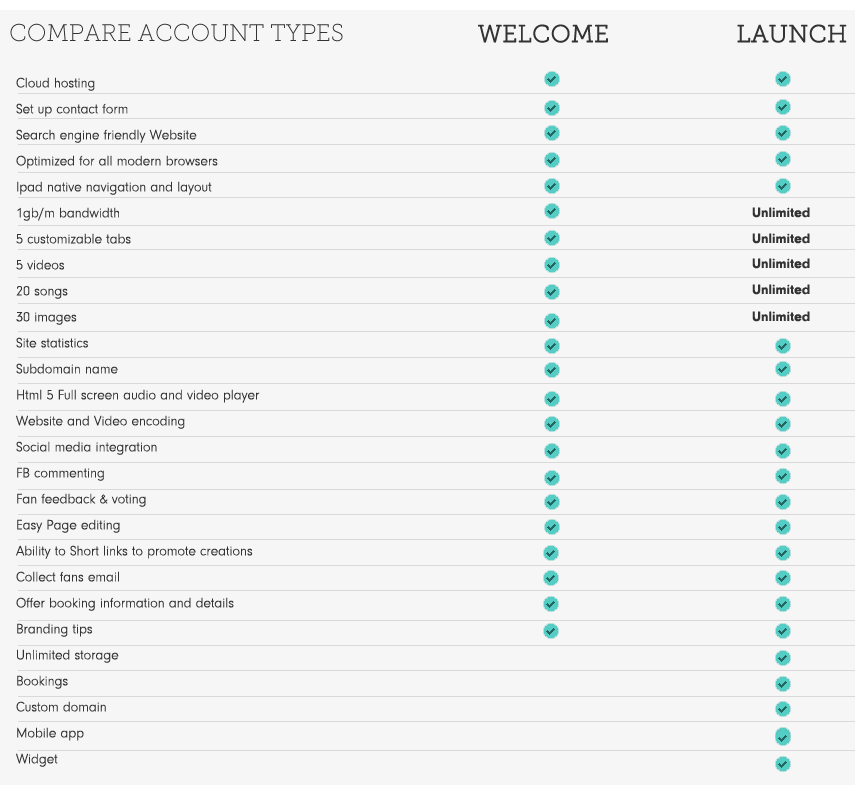 COMPARE ACCOUNT TYPES WELCOME LAUNCH
Cloud hosting
Set up contact form
Search engine friendly Website
Optimized for all modern browsers
Ipad native navigation and layout
1gb/m bandwidth Unlimited
5 customizable tabs Unlimited
5 videos Unlimited
20 songs Unlimited
30 images Unlimited
Site statistics
Subdomain name
Html 5 Full screen audio and video player
Website and Video encoding
Social media integration
FB commenting
Fan feedback & voting
Easy Page editing
Ability to Short links to promote creations
Collect fans email
Offer booking information and details
Branding tips
Unlimited storage
Bookings
Custom domain
Mobile app
Widget